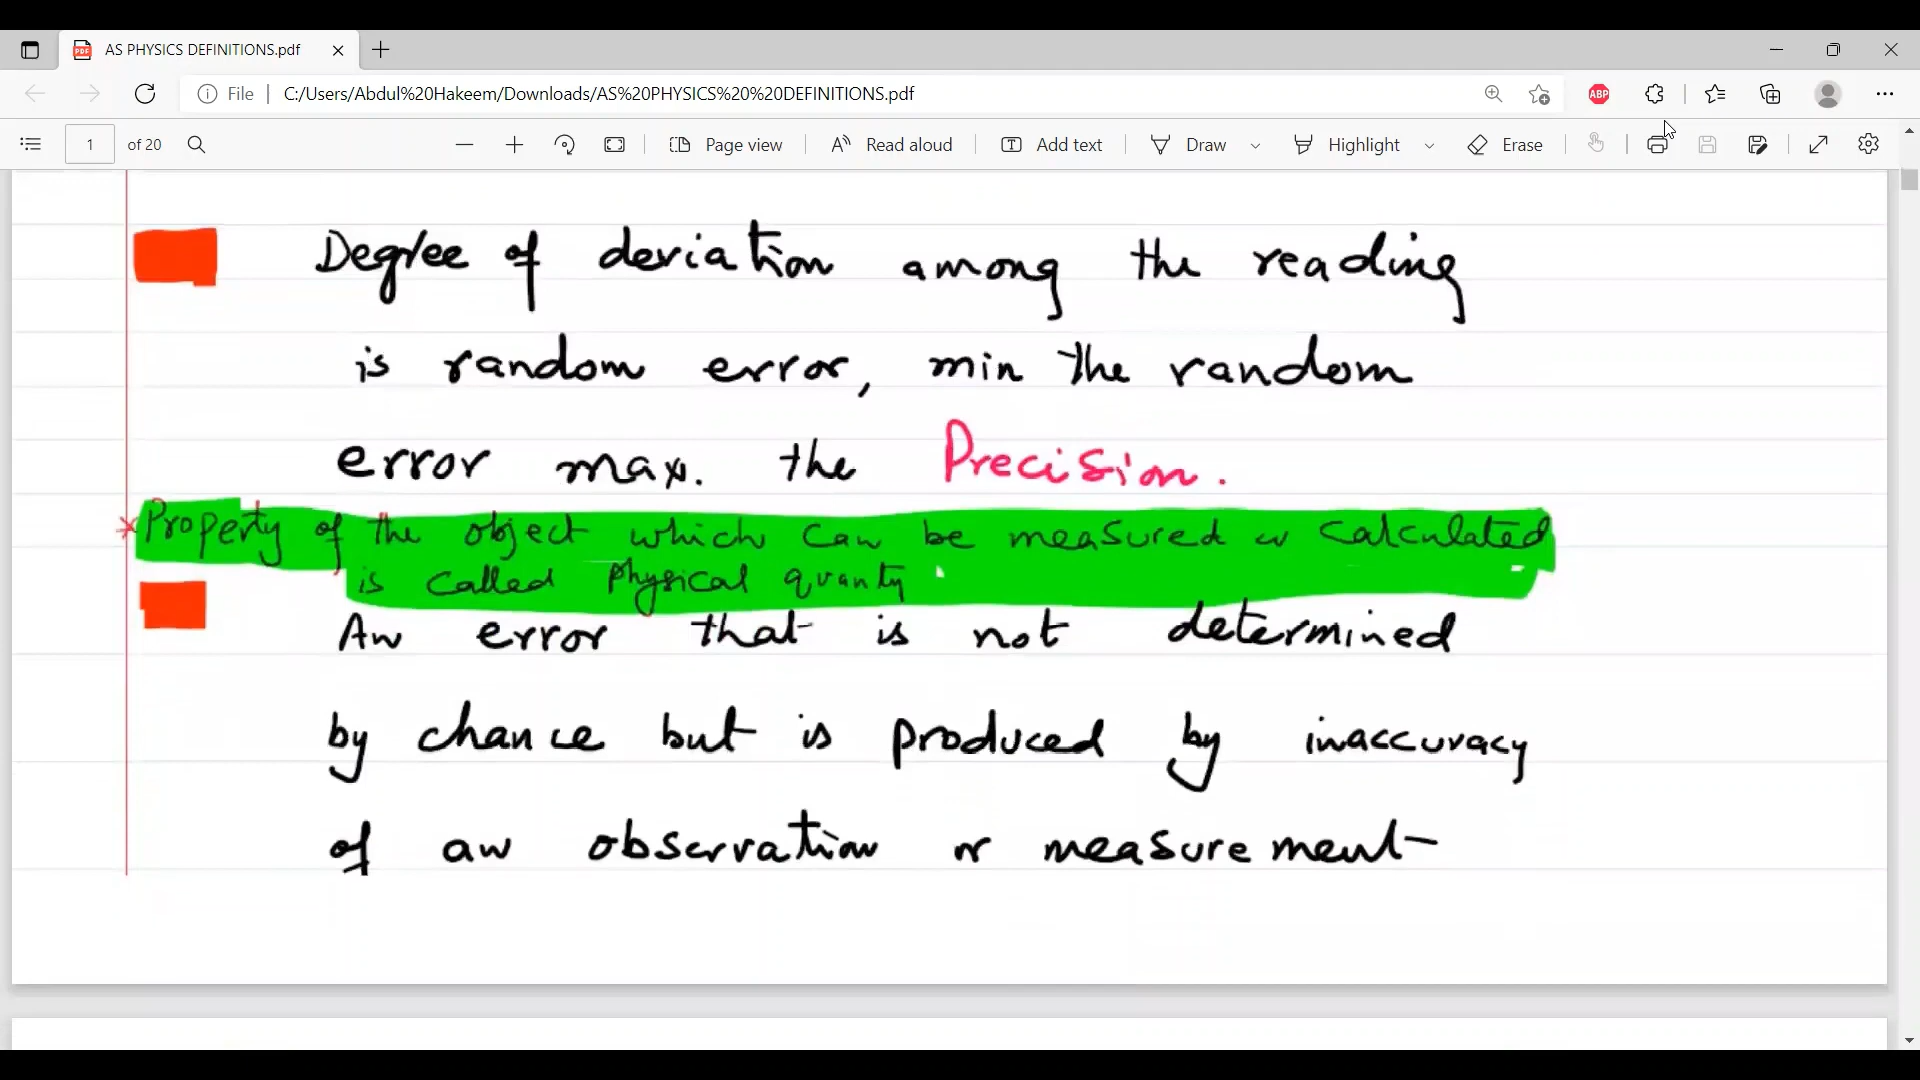 AS PHYSICS DEFINITIONS.pdf
File C:/Users/Abdul%20Hakeem/Downloads/AS%20PHYSICS%20%20DEFINITIONS.pdf
ABP
1 of 20 Page view Read aloud Add text Draw Highlight Erase
Degree of deviation among the reading
is random error, min the random
error max. the Precision.
Property of the object which can be measured or calculated
is called physical quanty
An error that is not determined
by chance but is produced by inaccuracy
of an observation or measurement